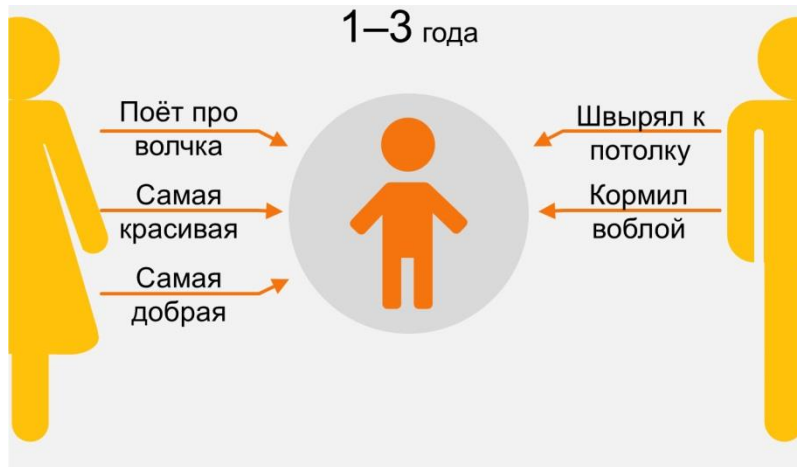 1–3 года
Поёт про
волчка
Самая
красивая
Самая
добрая
Швырял к
потолку
Кормил
воблой